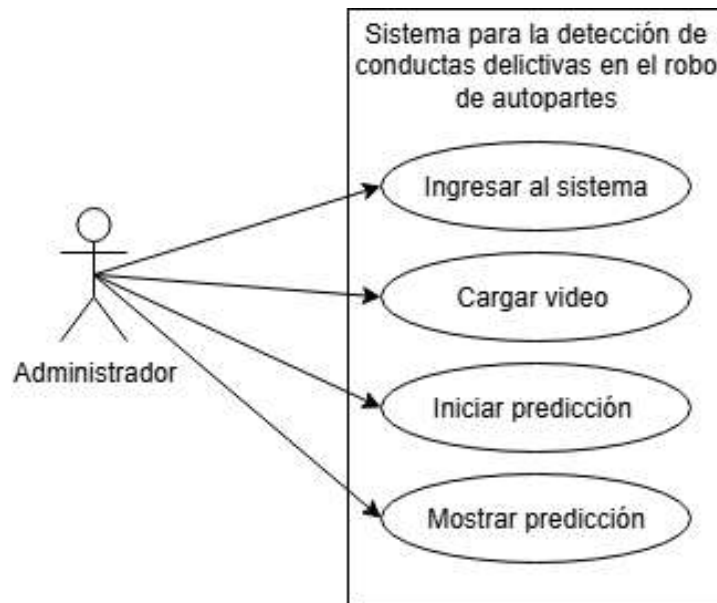 Sistema para la detección de
conductas delictivas en el robo
de autopartes
Ingresar al sistema
Cargar video
Administrador
Iniciar predicción
Mostrar predicción